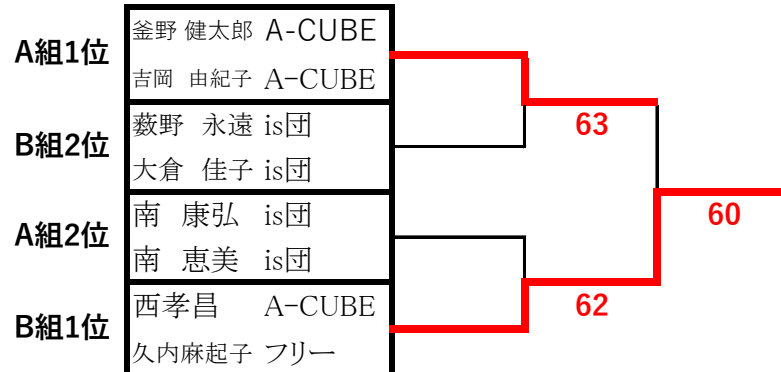 A組1位
釜野 健太郎 A-CUBE
吉岡 由紀子 A-CUBE
B組2位
薮野 永遠 is団
大倉 佳子 is団
63
A組2位
南 康弘 is団
南 恵美 is団
60
B組1位
西孝昌 A-CUBE
久内麻起子 フリー
62